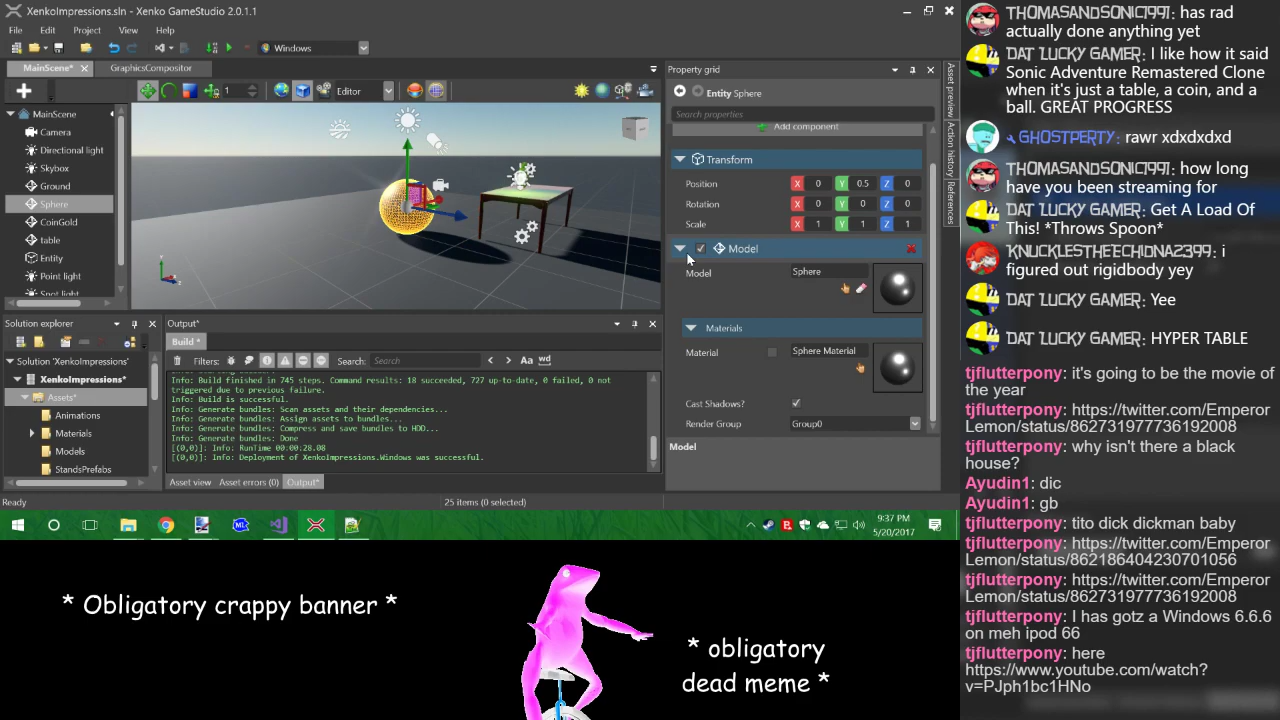 XenkoImpressions.sln - Xenko GameStudio 2.0.1.1
File Edit Project View Help
Windows
MainScene* GraphicsCompositor
1 Editor
MainScene
Camera
Directional light
Skybox
Ground
Sphere
CoinGold
table
Entity
Point light
Spot light
Property grid
Entity Sphere
Search properties
Add component
Transform
Position X 0 Y 0.5 Z 0
Rotation X 0 Y 0 Z 0
Scale X 1 Y 1 Z 1
Model
Model Sphere
Materials
Material Sphere Material
Cast Shadows?
Render Group Group0
Model
Asset preview
Action history
References
Solution explorer
Solution 'XenkoImpressions'
XenkoImpressions*
Assets*
Animations
Materials
Models
StandsPrefabs
Output*
Build *
Filters: Search: Search Aa wd
Info: Build finished in 745 steps. Command results: 18 succeeded, 727 up-to-date, 0 failed, 0 not
triggered due to previous failure.
Info: Build is successful.
Info: Generate bundles: Scan assets and their dependencies...
Info: Generate bundles: Assign assets to bundles...
Info: Generate bundles: Compress and save bundles to HDD...
Info: Generate bundles: Done
[(0,0)]: Info: RunTime 00:00:28.08
[(0,0)]: Info: Deployment of XenkoImpressions.Windows was successful.
Asset view Asset errors (0) Output*
Ready
25 items (0 selected)
9:37 PM
5/20/2017
* Obligatory crappy banner *
* obligatory
dead meme *
THOMASANDSONIC1991: has rad
actually done anything yet
DAT LUCKY GAMER: I like how it said
Sonic Adventure Remastered Clone
when it's just a table, a coin, and a
ball. GREAT PROGRESS
GHOSTPERTY: rawr xdxdxdxd
THOMASANDSONIC1991: how long
have you been streaming for
DAT LUCKY GAMER: Get A Load Of
This! *Throws Spoon*
KNUCKLESTHEECHIDNA2399: i
figured out rigidbody yey
DAT LUCKY GAMER: Yee
DAT LUCKY GAMER: HYPER TABLE
tjflutterpony: it's going to be the movie of
the year
tjflutterpony: https://twitter.com/Emperor
Lemon/status/862731977736192008
tjflutterpony: why isn't there a black
house?
Ayudin1: dic
Ayudin1: gb
tjflutterpony: tito dick dickman baby
tjflutterpony: https://twitter.com/Emperor
Lemon/status/862186404230701056
tjflutterpony: https://twitter.com/Emperor
Lemon/status/862731977736192008
tjflutterpony: I has gotz a Windows 6.6.6
on meh ipod 66
tjflutterpony: here
https://www.youtube.com/watch?
v=PJph1bc1HNo